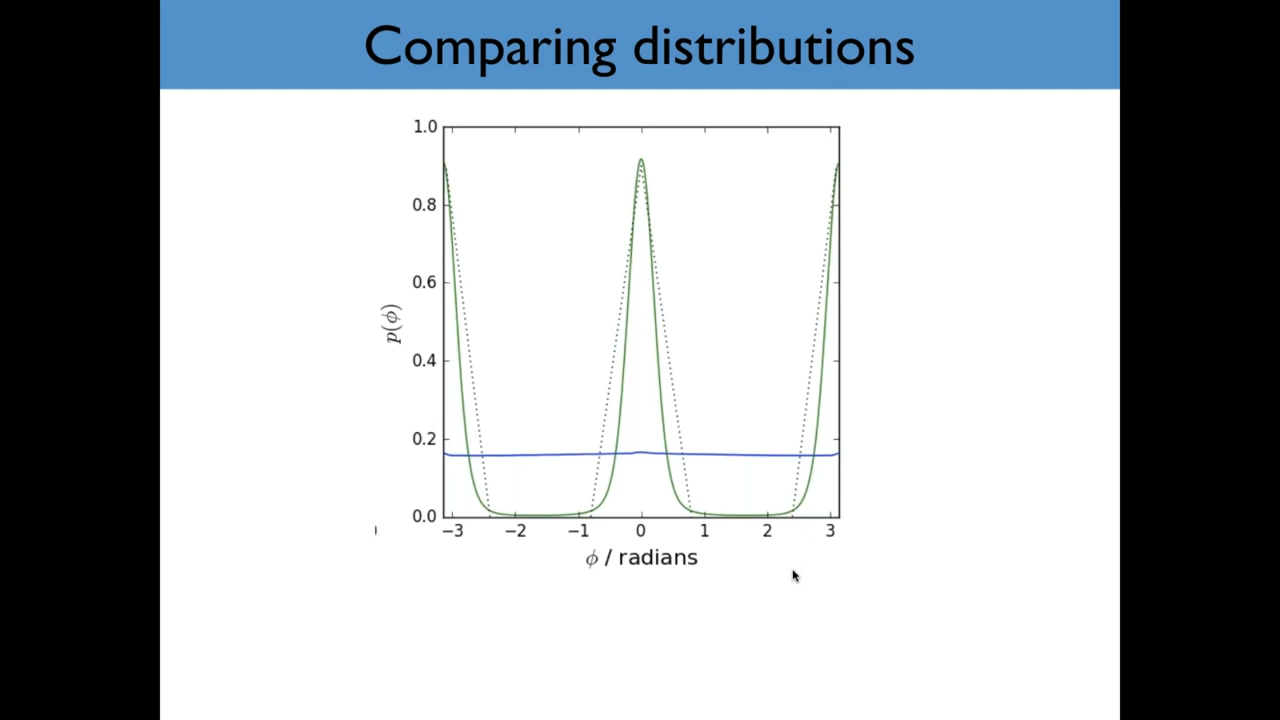 Comparing distributions
1.0
0.8
0.6
0.4
0.2
0.0
p(ϕ)
−3 −2 −1 0 1 2 3
ϕ / radians